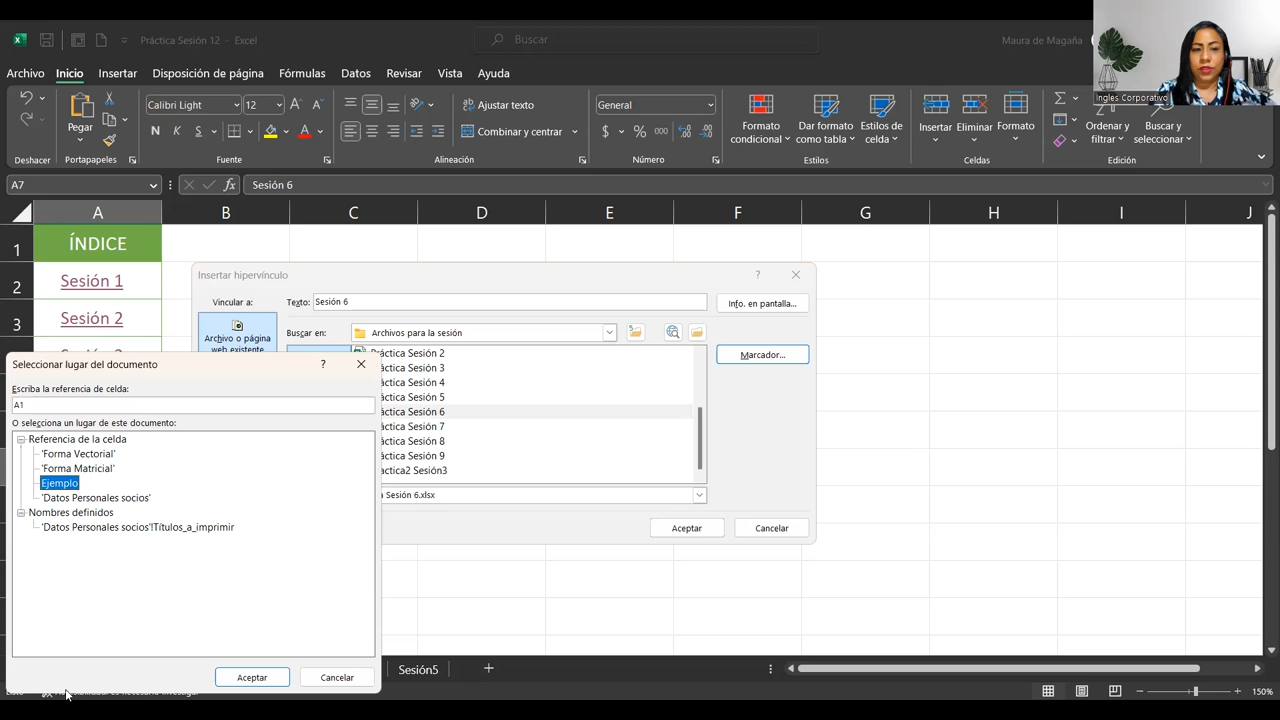 Práctica Sesión 12 - Excel
Buscar
Maura de Magaña
Ingles Corporativo
Archivo Inicio Insertar Disposición de página Fórmulas Datos Revisar Vista Ayuda
Pegar
Calibri Light 12
N K S
Ajustar texto
Combinar y centrar
General
$ % 000
Formato condicional
Dar formato como tabla
Estilos de celda
Insertar
Eliminar
Formato
Ordenar y filtrar
Buscar y seleccionar
Deshacer Portapapeles Fuente Alineación Número Estilos Celdas Edición
A7
fx
Sesión 6
A B C D E F G H I J
1 ÍNDICE
2 Sesión 1
3 Sesión 2
Insertar hipervínculo
?
Vincular a:
Texto: Sesión 6
Info. en pantalla...
Archivo o página web existente
Buscar en: Archivos para la sesión
Marcador...
ráctica Sesión 2
áctica Sesión 3
áctica Sesión 4
áctica Sesión 5
áctica Sesión 6
áctica Sesión 7
áctica Sesión 8
áctica Sesión 9
actica2 Sesión3
a Sesión 6.xlsx
Aceptar Cancelar
Seleccionar lugar del documento
?
Escriba la referencia de celda:
A1
O selecciona un lugar de este documento:
Referencia de la celda
'Forma Vectorial'
'Forma Matricial'
Ejemplo
'Datos Personales socios'
Nombres definidos
'Datos Personales socios'!Títulos_a_imprimir
Aceptar Cancelar
Sesión5
150%